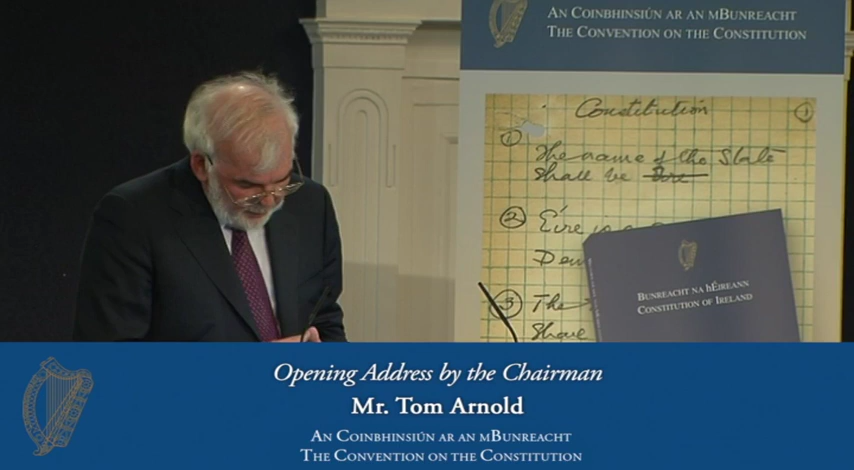 AN COINBHINSIÚN AR AN MBUNREACHT
THE CONVENTION ON THE CONSTITUTION
Constitution 1
1
The name of the State
shall be
2 Éire is a
3 The
Shall
BUNREACHT NA HÉIREANN
CONSTITUTION OF IRELAND
Opening Address by the Chairman
Mr. Tom Arnold
AN COINBHINSIÚN AR AN MBUNREACHT
THE CONVENTION ON THE CONSTITUTION